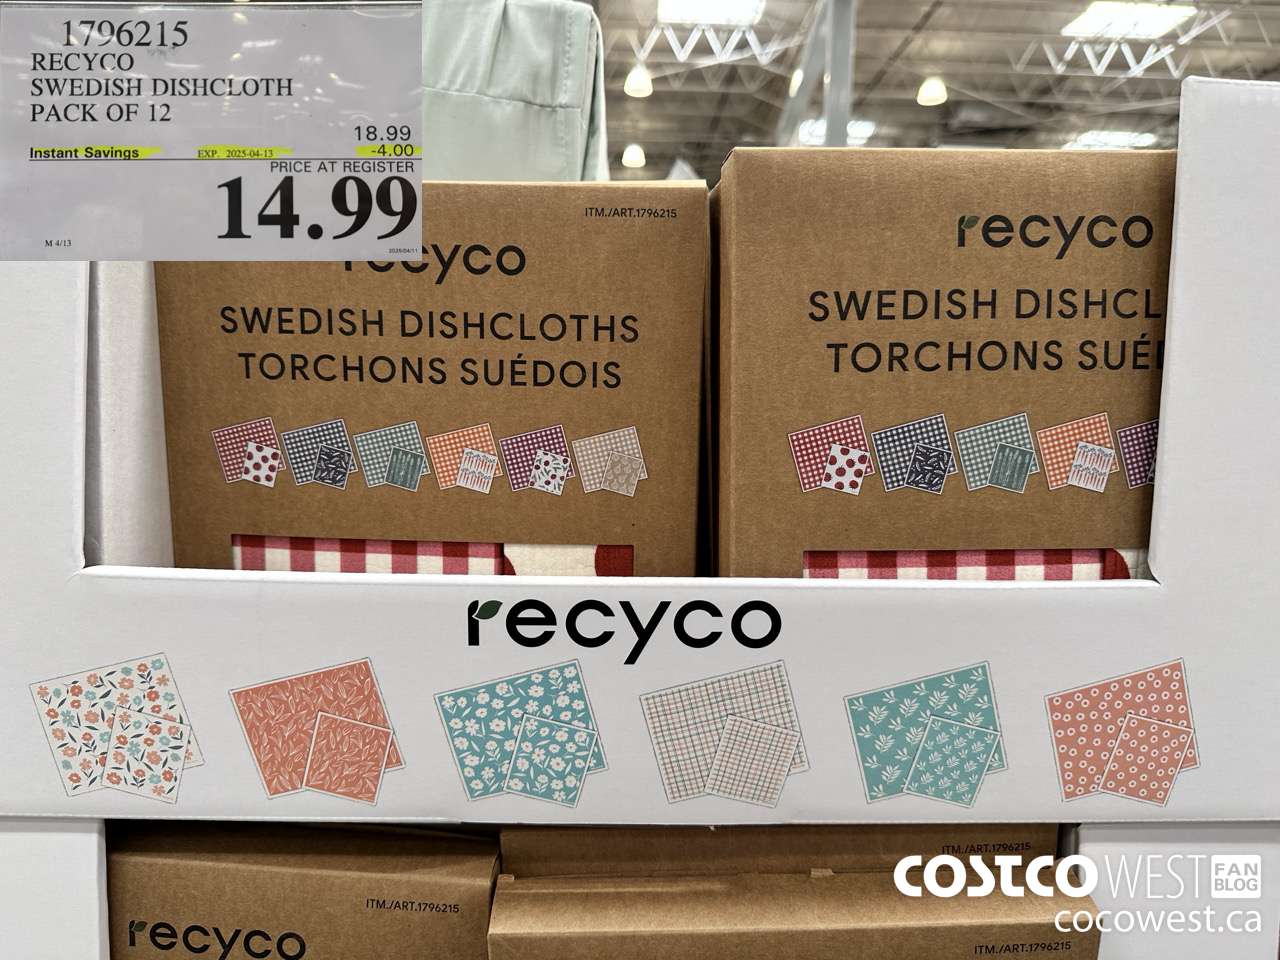 1796215
RECYCO
SWEDISH DISHCLOTH
PACK OF 12
18.99
Instant Savings EXP. 2025-04-13 -4.00
PRICE AT REGISTER
14.99
M 4/13
ITM./ART.1796215
recyco
SWEDISH DISHCLOTHS
TORCHONS SUÉDOIS
recyco
SWEDISH DISHCL
TORCHONS SUÉ
recyco
ITM./ART.1796215
recyco
ITM./ART.1796215
ITM./ART.1796215
COSTCO WEST FAN BLOG
cocowest.ca